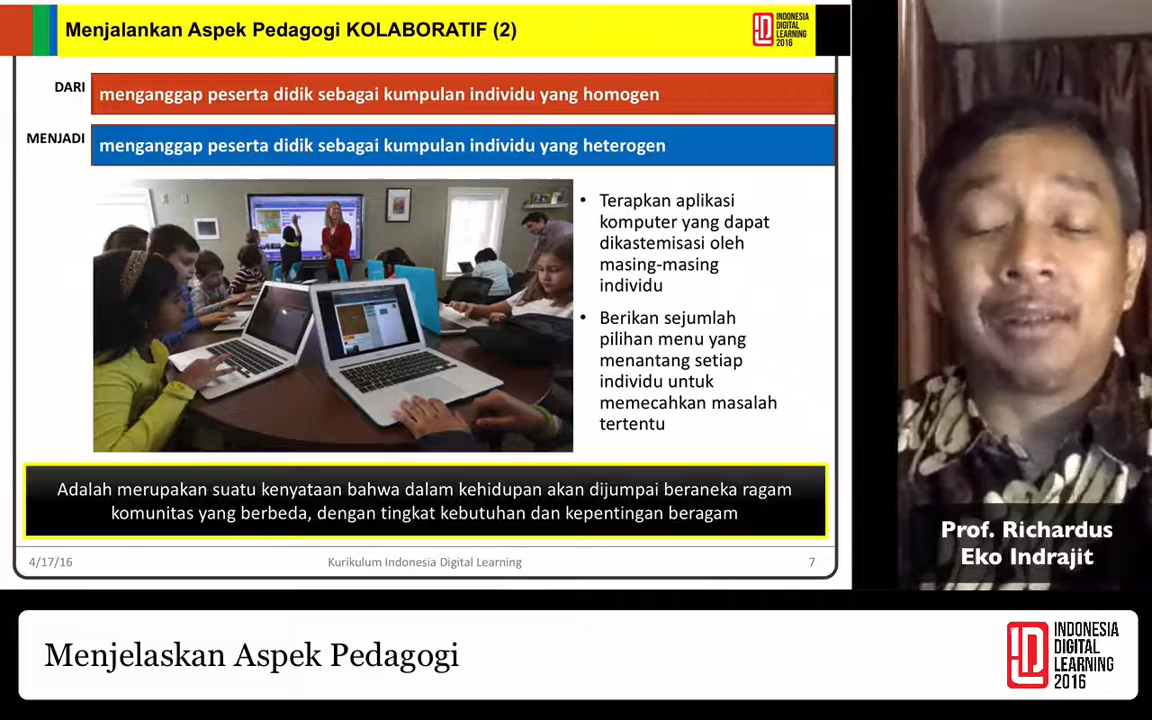 Menjalankan Aspek Pedagogi KOLABORATIF (2)
INDONESIA
DIGITAL
LEARNING
2016
DARI
menganggap peserta didik sebagai kumpulan individu yang homogen
MENJADI
menganggap peserta didik sebagai kumpulan individu yang heterogen
• Terapkan aplikasi
komputer yang dapat
dikastemisasi oleh
masing-masing
individu
• Berikan sejumlah
pilihan menu yang
menantang setiap
individu untuk
memecahkan masalah
tertentu
Adalah merupakan suatu kenyataan bahwa dalam kehidupan akan dijumpai beraneka ragam
komunitas yang berbeda, dengan tingkat kebutuhan dan kepentingan beragam
4/17/16
Kurikulum Indonesia Digital Learning
7
Prof. Richardus
Eko Indrajit
Menjelaskan Aspek Pedagogi
INDONESIA
DIGITAL
LEARNING
2016